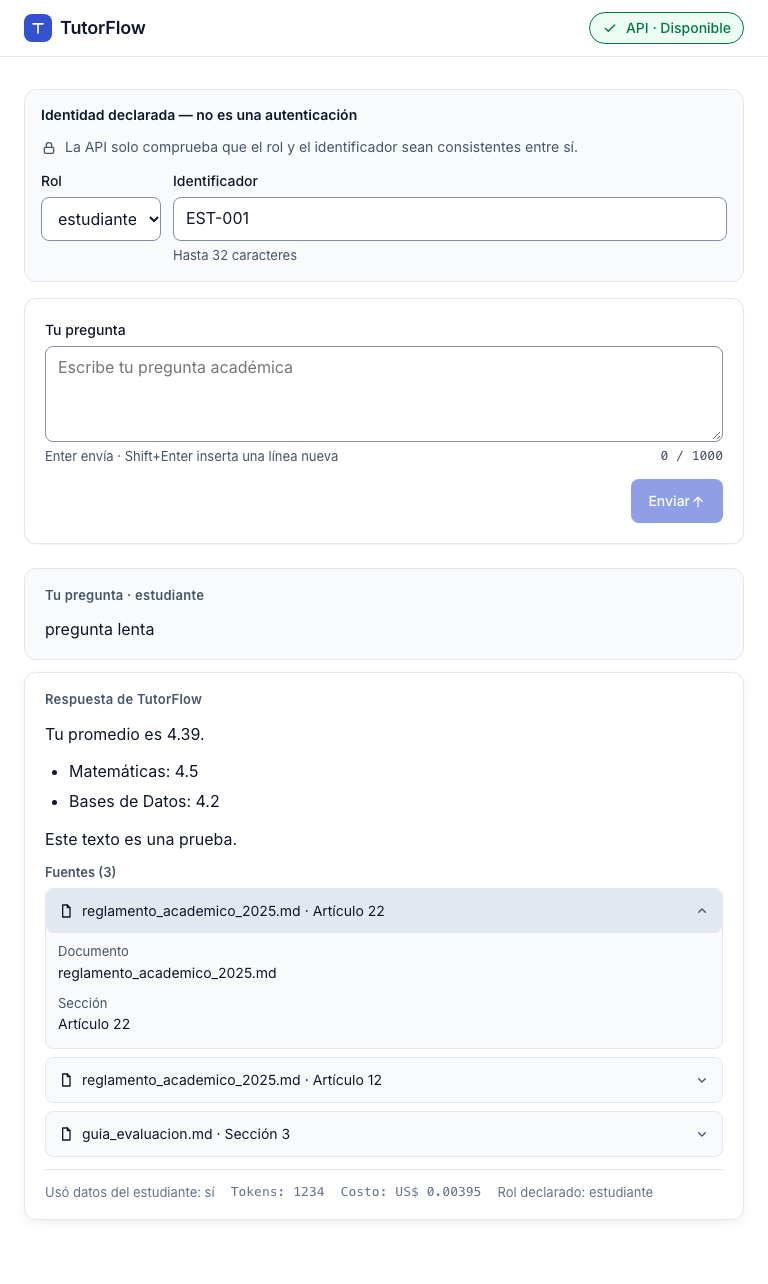 T TutorFlow
API · Disponible
Identidad declarada — no es una autenticación
La API solo comprueba que el rol y el identificador sean consistentes entre sí.
Rol
Identificador
estudiante
EST-001
Hasta 32 caracteres
Tu pregunta
Escribe tu pregunta académica
Enter envía · Shift+Enter inserta una línea nueva
0 / 1000
Enviar↑
Tu pregunta · estudiante
pregunta lenta
Respuesta de TutorFlow
Tu promedio es 4.39.
• Matemáticas: 4.5
• Bases de Datos: 4.2
Este texto es una prueba.
Fuentes (3)
reglamento_academico_2025.md · Artículo 22
Documento
reglamento_academico_2025.md
Sección
Artículo 22
reglamento_academico_2025.md · Artículo 12
guia_evaluacion.md · Sección 3
Usó datos del estudiante: sí Tokens: 1234 Costo: US$ 0.00395 Rol declarado: estudiante